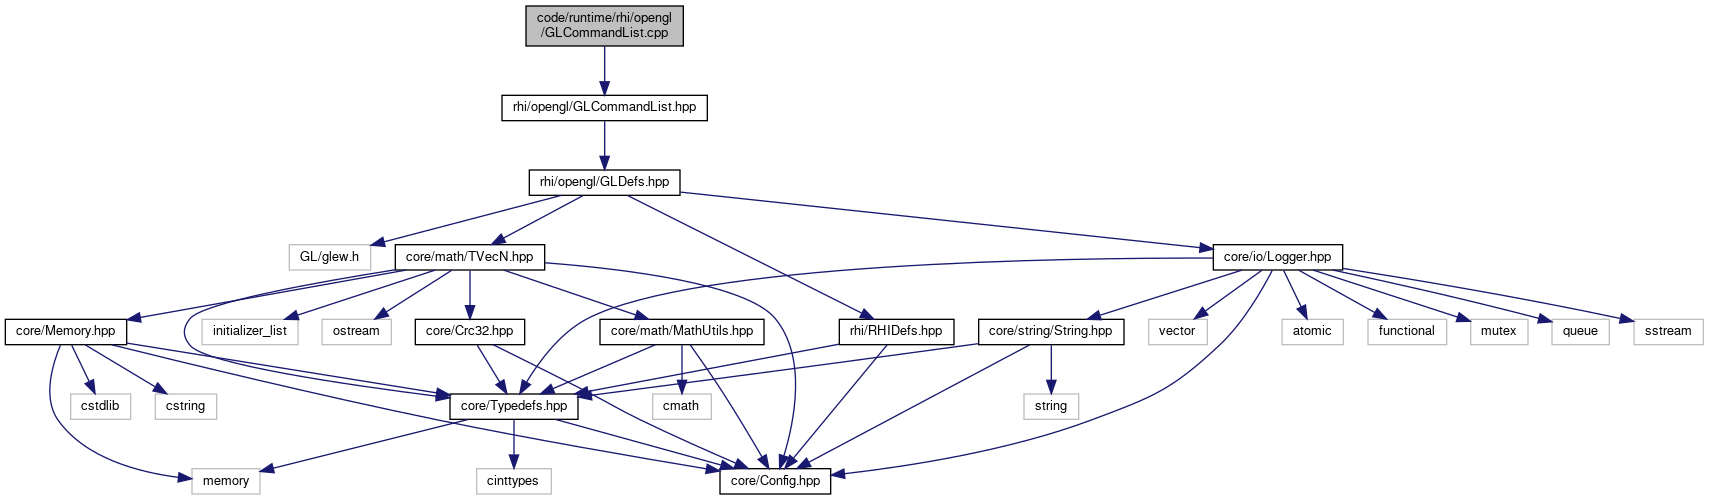 code/runtime/rhi/opengl
/GLCommandList.cpp
rhi/opengl/GLCommandList.hpp
rhi/opengl/GLDefs.hpp
GL/glew.h
core/math/TVecN.hpp
core/io/Logger.hpp
core/Memory.hpp
initializer_list
ostream
core/Crc32.hpp
core/math/MathUtils.hpp
rhi/RHIDefs.hpp
core/string/String.hpp
vector
atomic
functional
mutex
queue
sstream
cstdlib
cstring
core/Typedefs.hpp
cmath
string
memory
cinttypes
core/Config.hpp